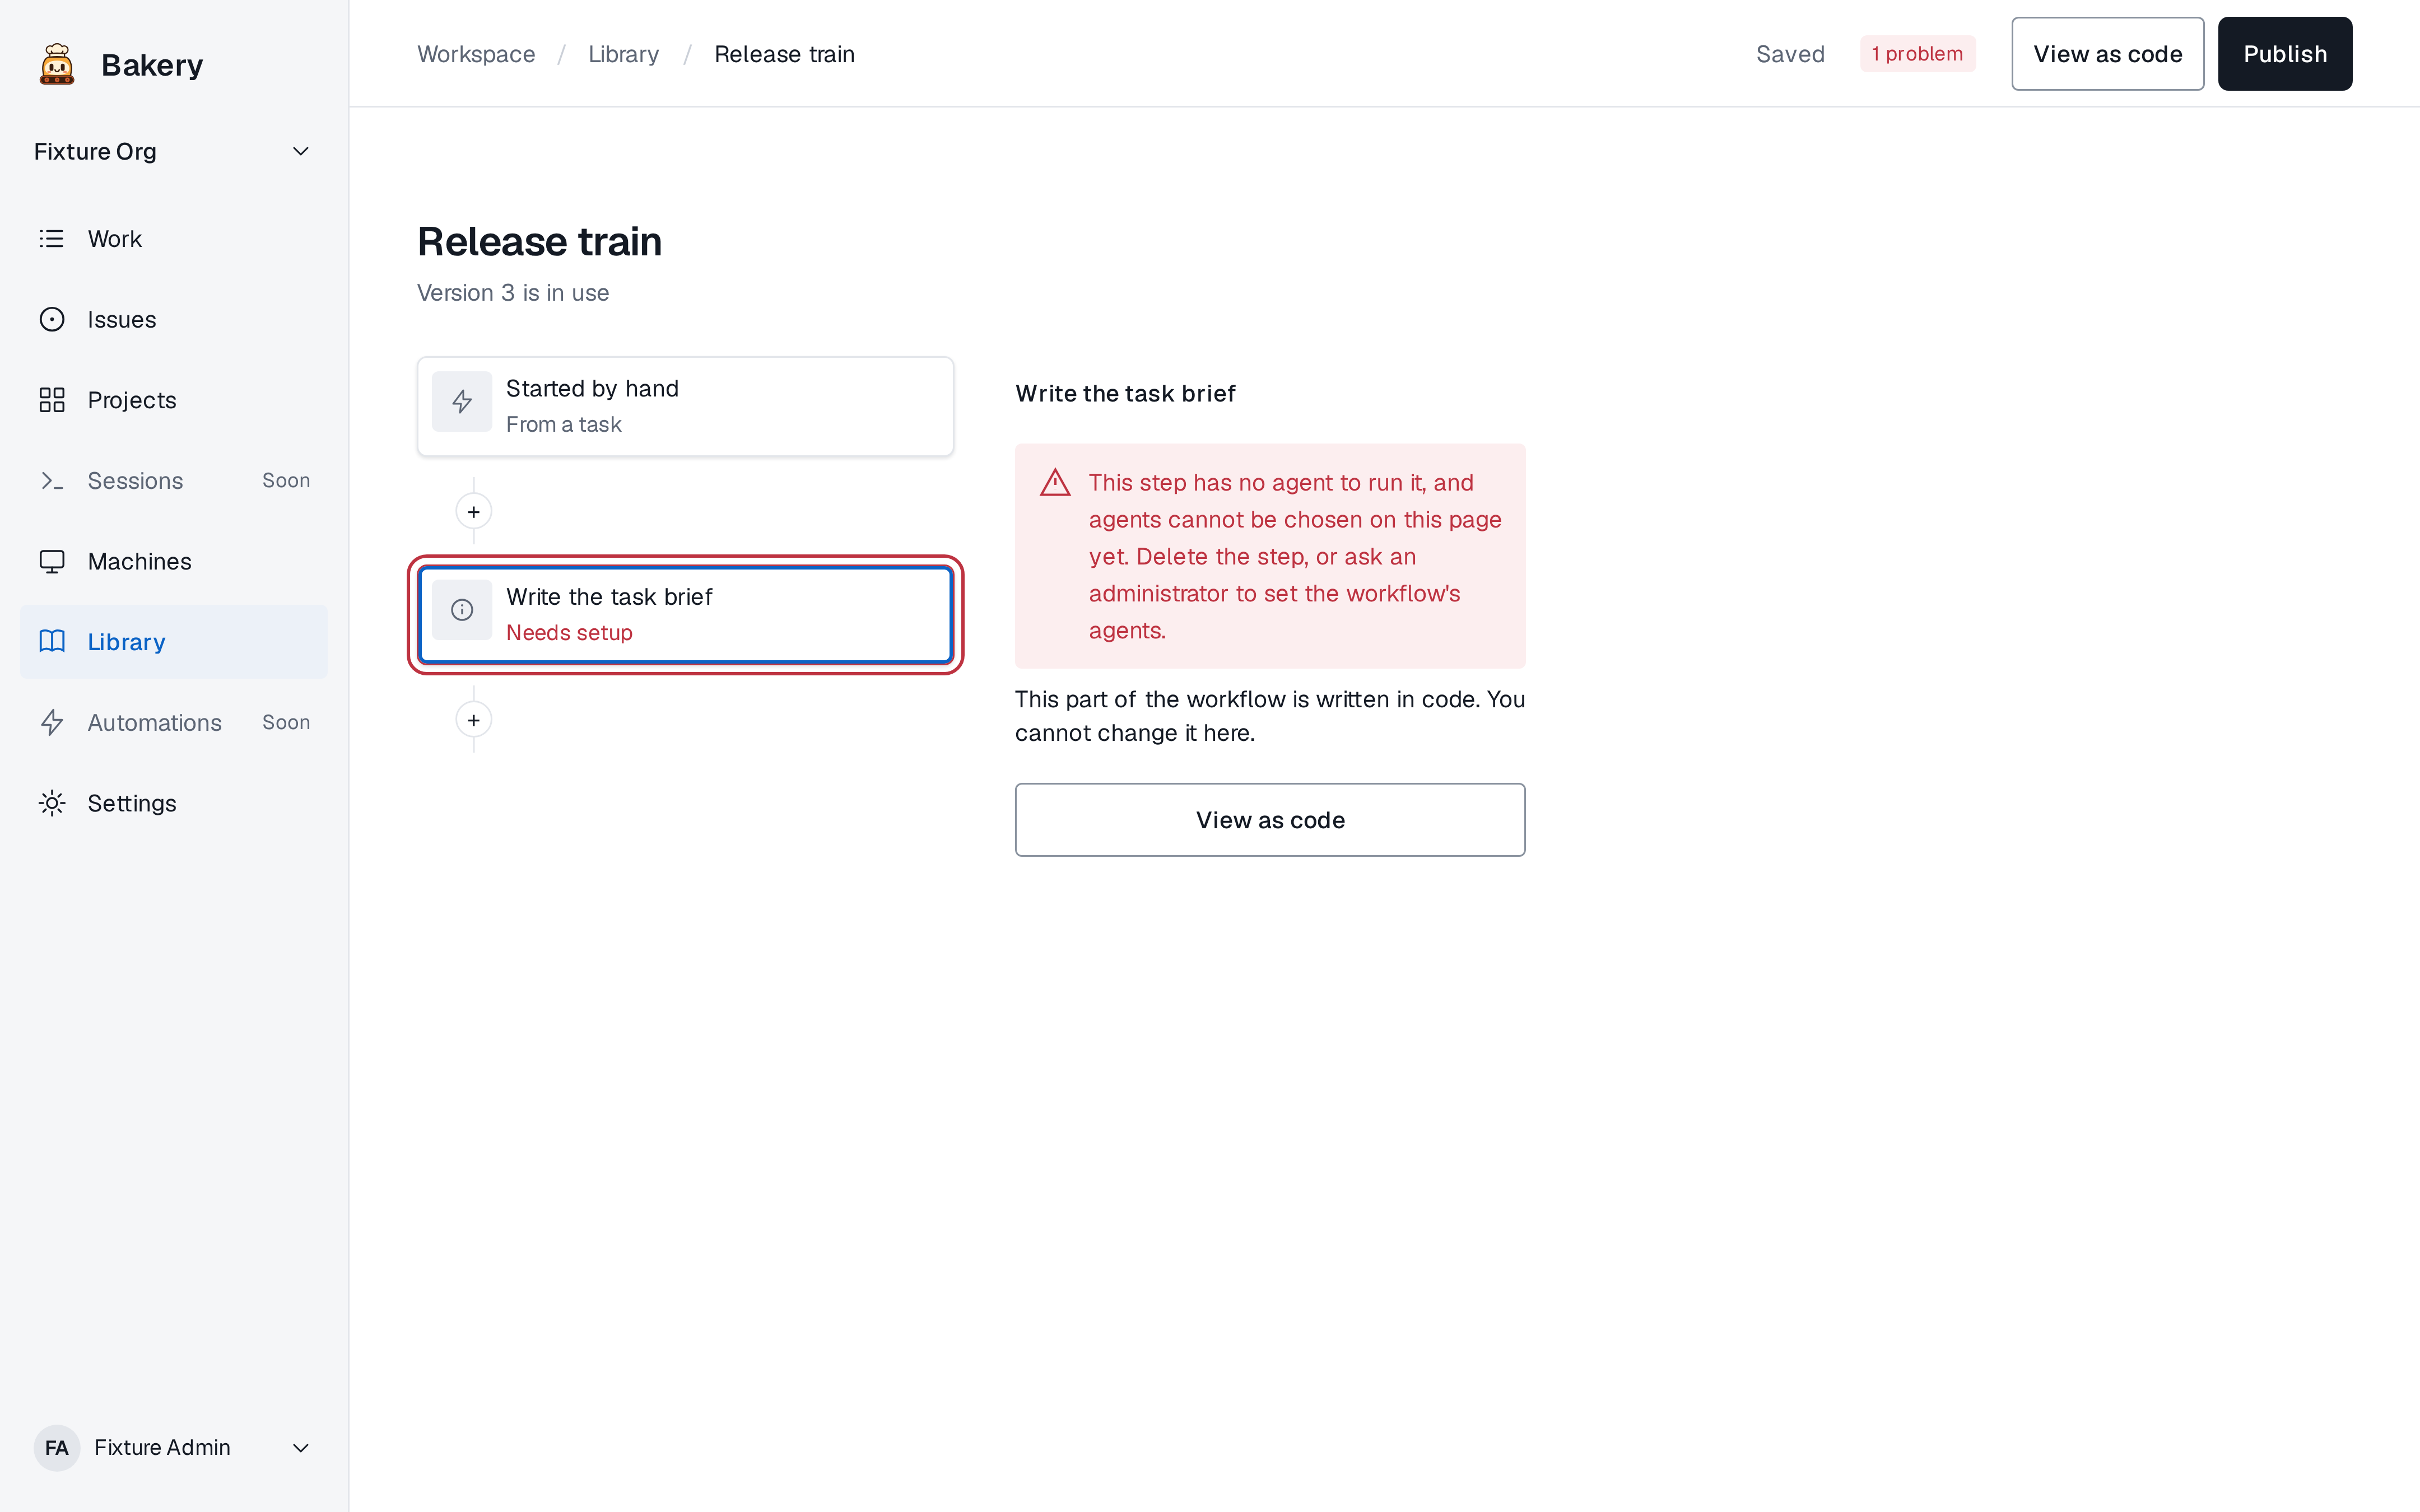 Bakery
Fixture Org
Work
Issues
Projects
Sessions Soon
Machines
Library
Automations Soon
Settings
FA Fixture Admin
Workspace / Library / Release train
Saved
1 problem
View as code
Publish
Release train
Version 3 is in use
Started by hand
From a task
+
Write the task brief
Needs setup
+
Write the task brief
This step has no agent to run it, and
agents cannot be chosen on this page
yet. Delete the step, or ask an
administrator to set the workflow's
agents.
This part of the workflow is written in code. You
cannot change it here.
View as code